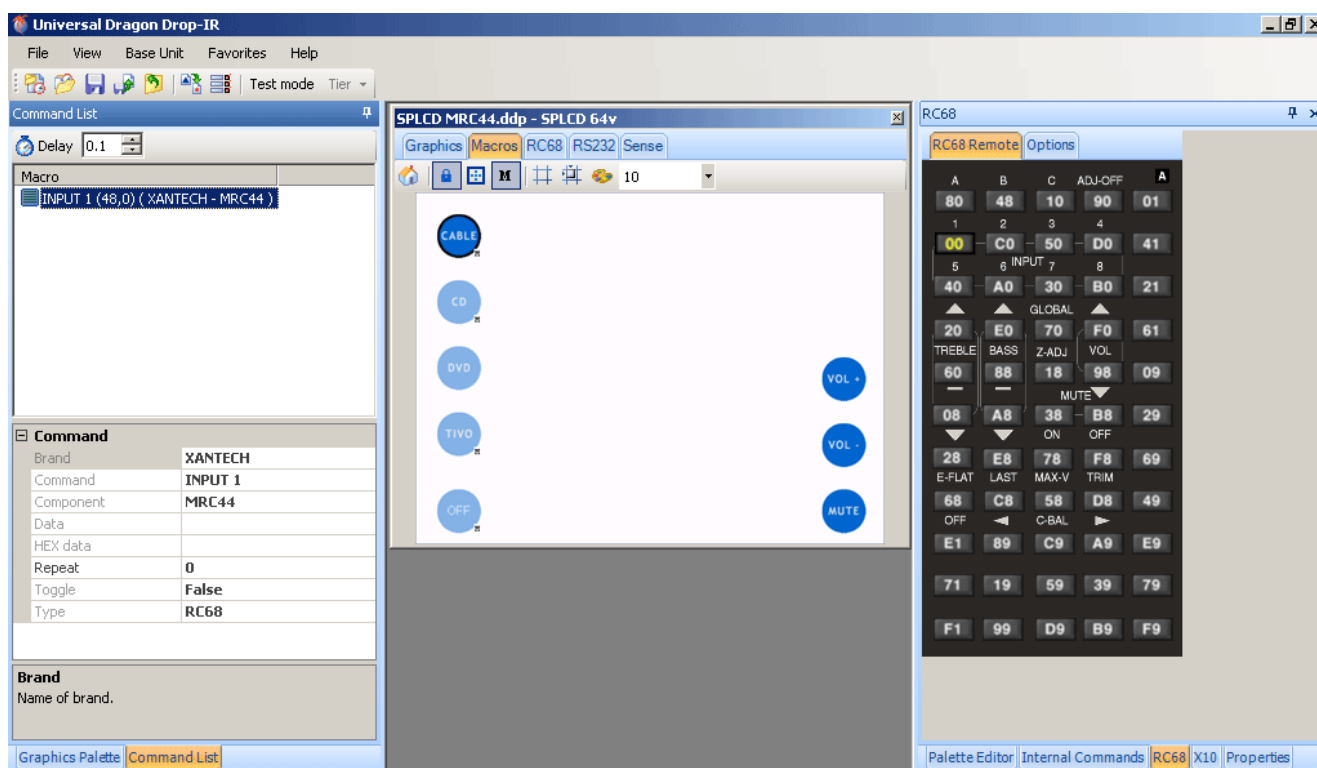 Universal Dragon Drop-IR
File View Base Unit Favorites Help
Test mode Tier
Command List
Delay 0.1
Macro
INPUT 1 (48,0) ( XANTECH - MRC44 )
Command
Brand XANTECH
Command INPUT 1
Component MRC44
Data
HEX data
Repeat 0
Toggle False
Type RC68
Brand
Name of brand.
Graphics Palette Command List
SPLCD MRC44.ddp - SPLCD 64v
Graphics Macros RC68 RS232 Sense
M 10
CABLE
CD
DVD
VOL +
TIVO
VOL -
OFF
MUTE
RC68
RC68 Remote Options
A B C ADJ-OFF A
80 48 10 90 01
1 2 3 4
00 C0 50 D0 41
INPUT
5 6 7 8
40 A0 30 B0 21
GLOBAL
20 E0 70 F0 61
TREBLE BASS Z-ADJ VOL
60 88 18 98 09
MUTE
08 A8 38 B8 29
ON OFF
28 E8 78 F8 69
E-FLAT LAST MAX-V TRIM
68 C8 58 D8 49
OFF C-BAL
E1 89 C9 A9 E9
71 19 59 39 79
F1 99 D9 B9 F9
Palette Editor Internal Commands RC68 X10 Properties